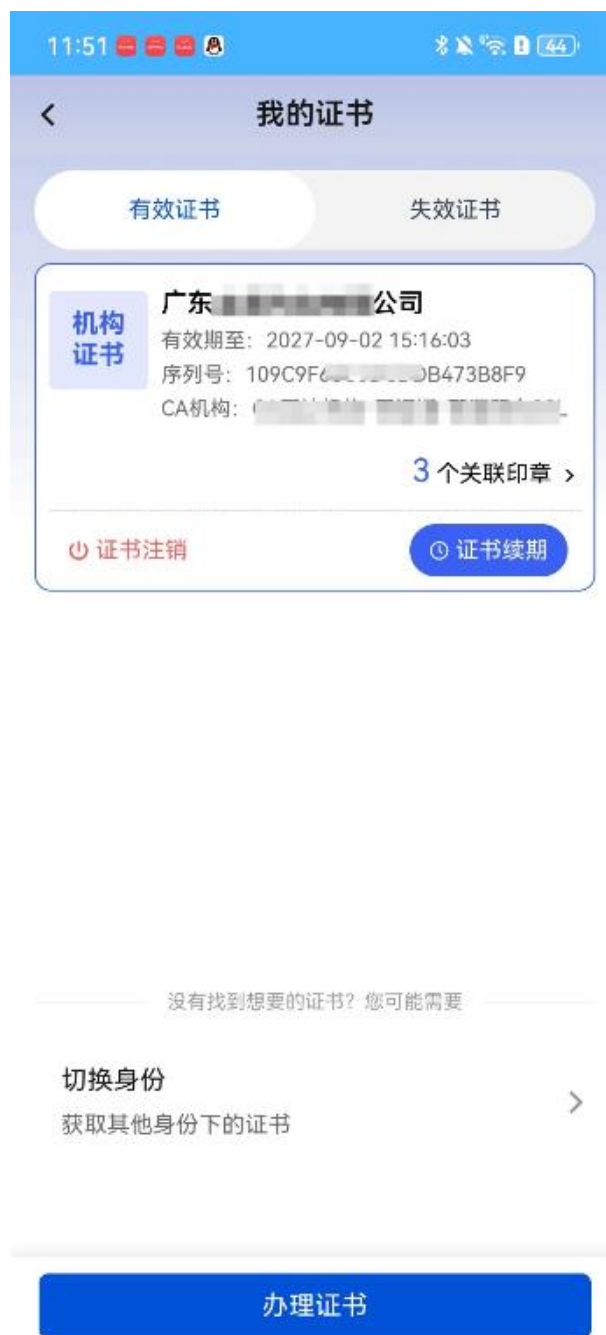 11:51
44
我的证书
有效证书
失效证书
机构
证书
广东
公司
有效期至：2027-09-02 15:16:03
序列号：109C9F
DB473B8F9
CA机构：
3 个关联印章
证书注销
证书续期
没有找到想要的证书？您可能需要
切换身份
获取其他身份下的证书
办理证书